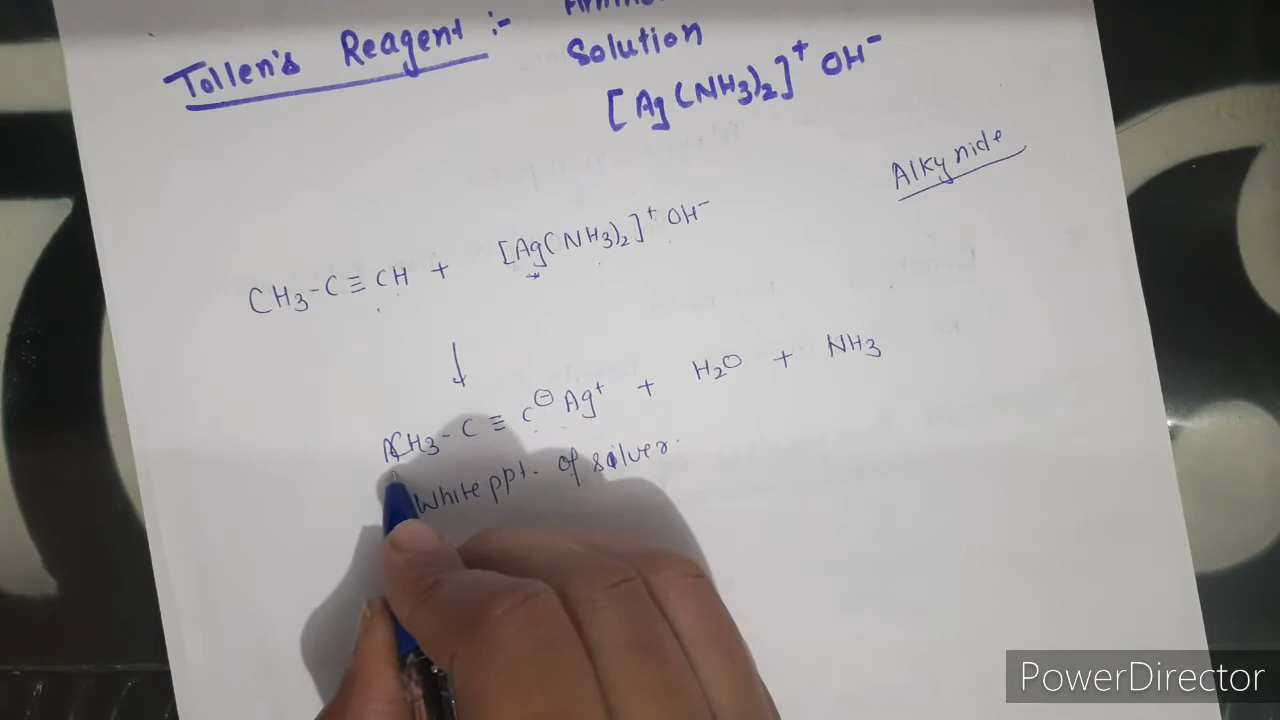 Tollen's Reagent :-
Solution
[Ag(NH3)2]+ OH-
Alkynide
CH3-C≡CH + [Ag(NH3)2]+ OH-
↓
CH3-C≡C⊖Ag+ + H2O + NH3
White ppt. of silver.
PowerDirector